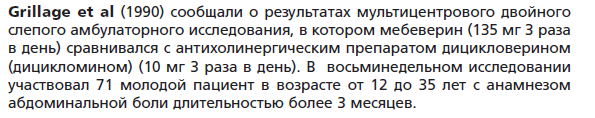 Grillage et al (1990) сообщали о результатах мультицентрового двойного
слепого амбулаторного исследования, в котором мебеверин (135 мг 3 раза
в день) сравнивался с антихолинергическим препаратом дицикловерином
(дицикломином) (10 мг 3 раза в день). В восьминедельном исследовании
участвовал 71 молодой пациент в возрасте от 12 до 35 лет с анамнезом
абдоминальной боли длительностью более 3 месяцев.